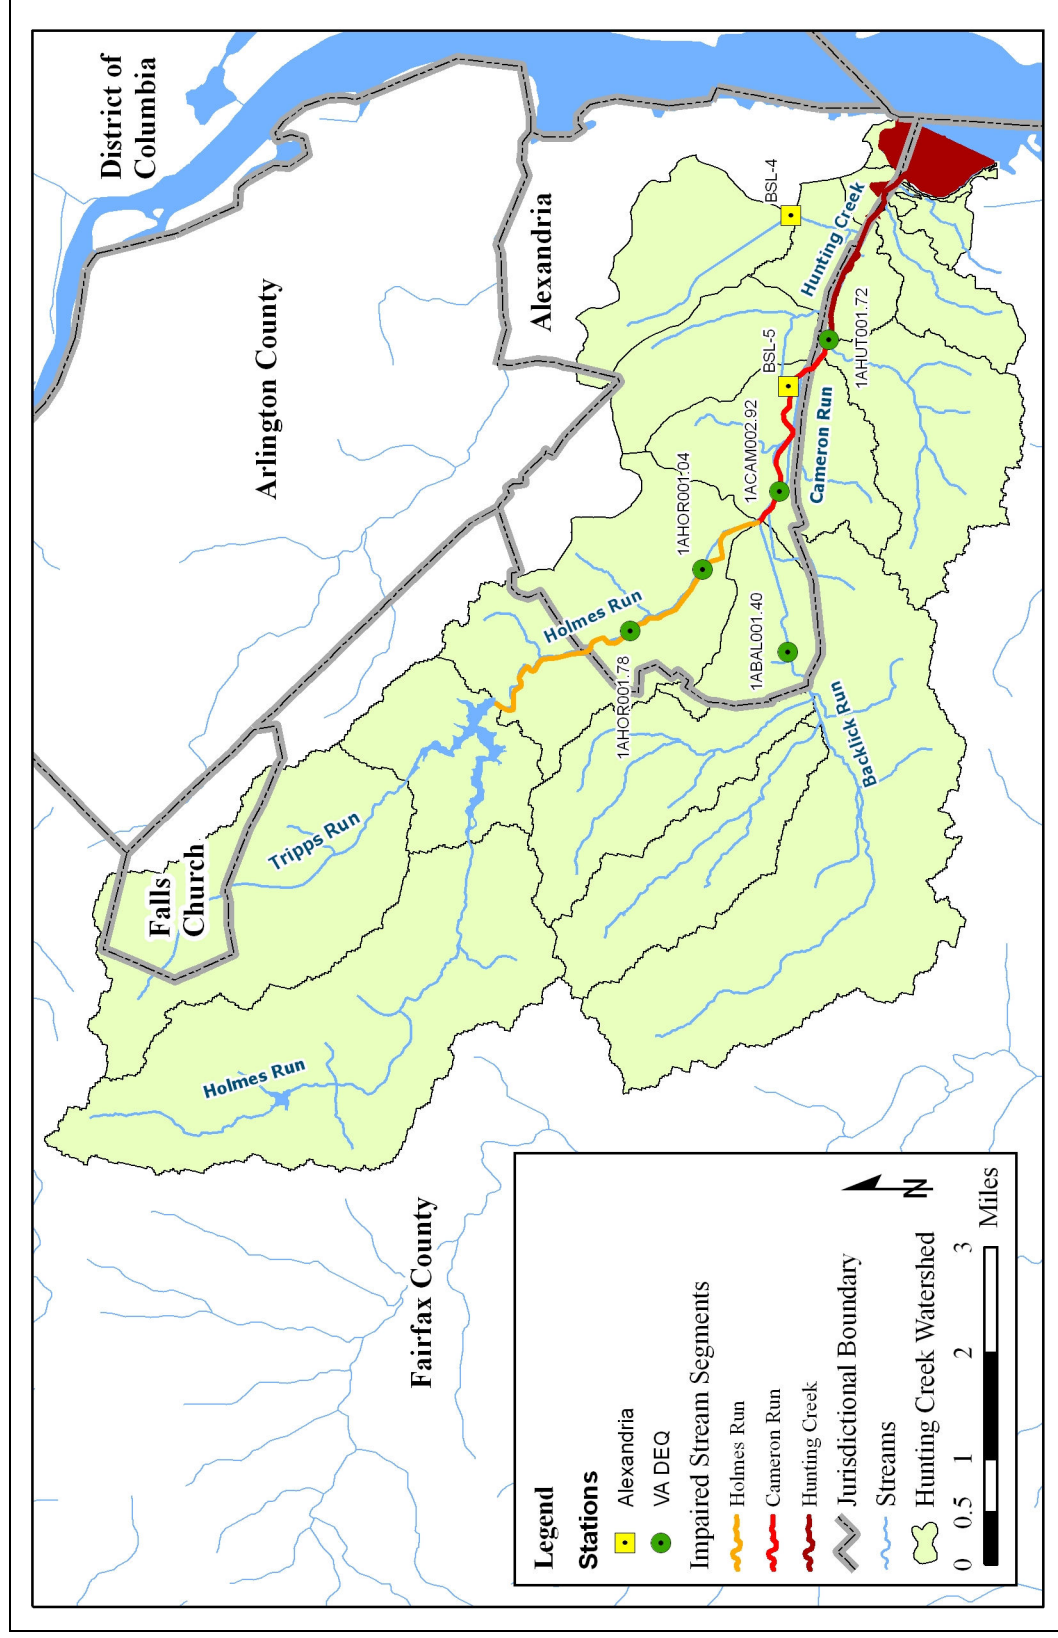 District of
Columbia
Arlington County
Alexandria
Falls
Church
Fairfax County
Tripps Run
Holmes Run
Holmes Run
Hunting Creek
Cameron Run
Backlick Run
BSL-4
BSL-5
1AHUT001.72
1ACAM002.92
1AHOR001.04
1AHOR001.78
1ABAL001.40
Legend
Stations
Alexandria
VA DEQ
Impaired Stream Segments
Holmes Run
Cameron Run
Hunting Creek
Jurisdictional Boundary
Streams
Hunting Creek Watershed
N
0 0.5 1 2 3
Miles